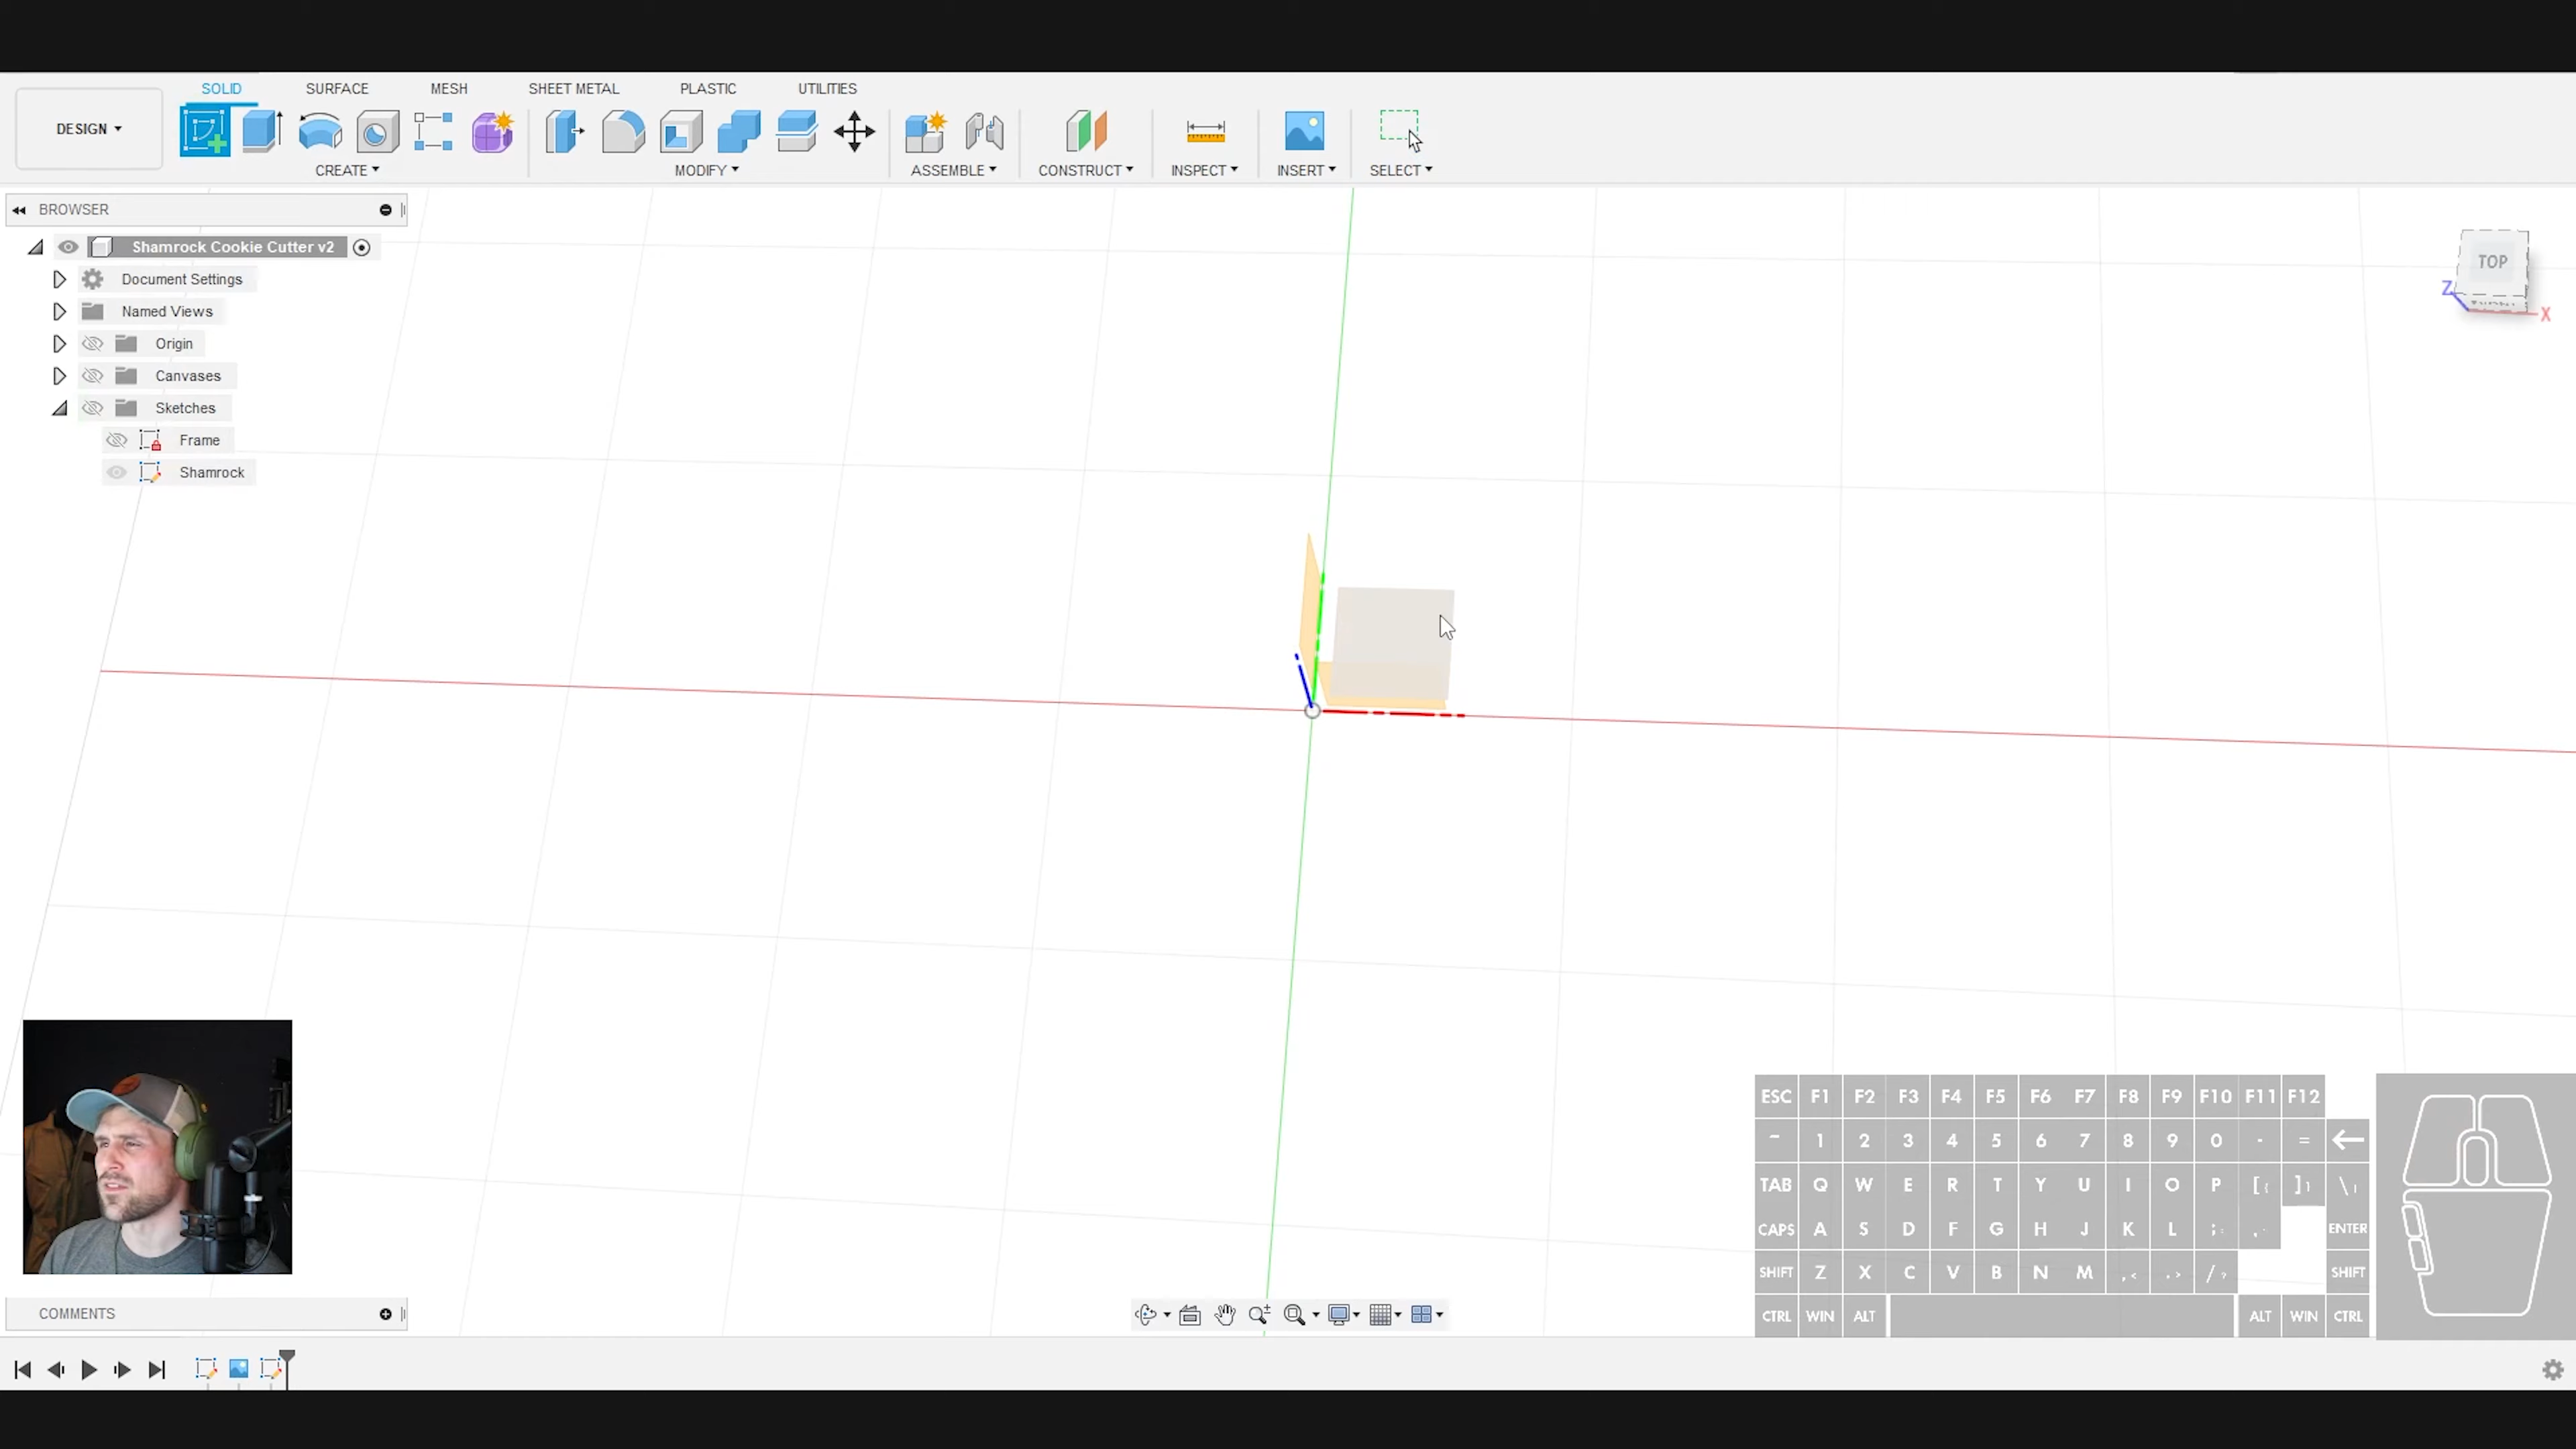 SOLID SURFACE MESH SHEET METAL PLASTIC UTILITIES
DESIGN
CREATE MODIFY ASSEMBLE CONSTRUCT INSPECT INSERT SELECT
BROWSER
Shamrock Cookie Cutter v2
Document Settings
Named Views
Origin
Canvases
Sketches
Frame
Shamrock
TOP
Z
X
ESC F1 F2 F3 F4 F5 F6 F7 F8 F9 F10 F11 F12
~ 1 2 3 4 5 6 7 8 9 0 - =
TAB Q W E R T Y U I O P [{ ]} \|
CAPS A S D F G H J K L ;: ENTER
SHIFT Z X C V B N M ,< .> /? SHIFT
CTRL WIN ALT ALT WIN CTRL
COMMENTS